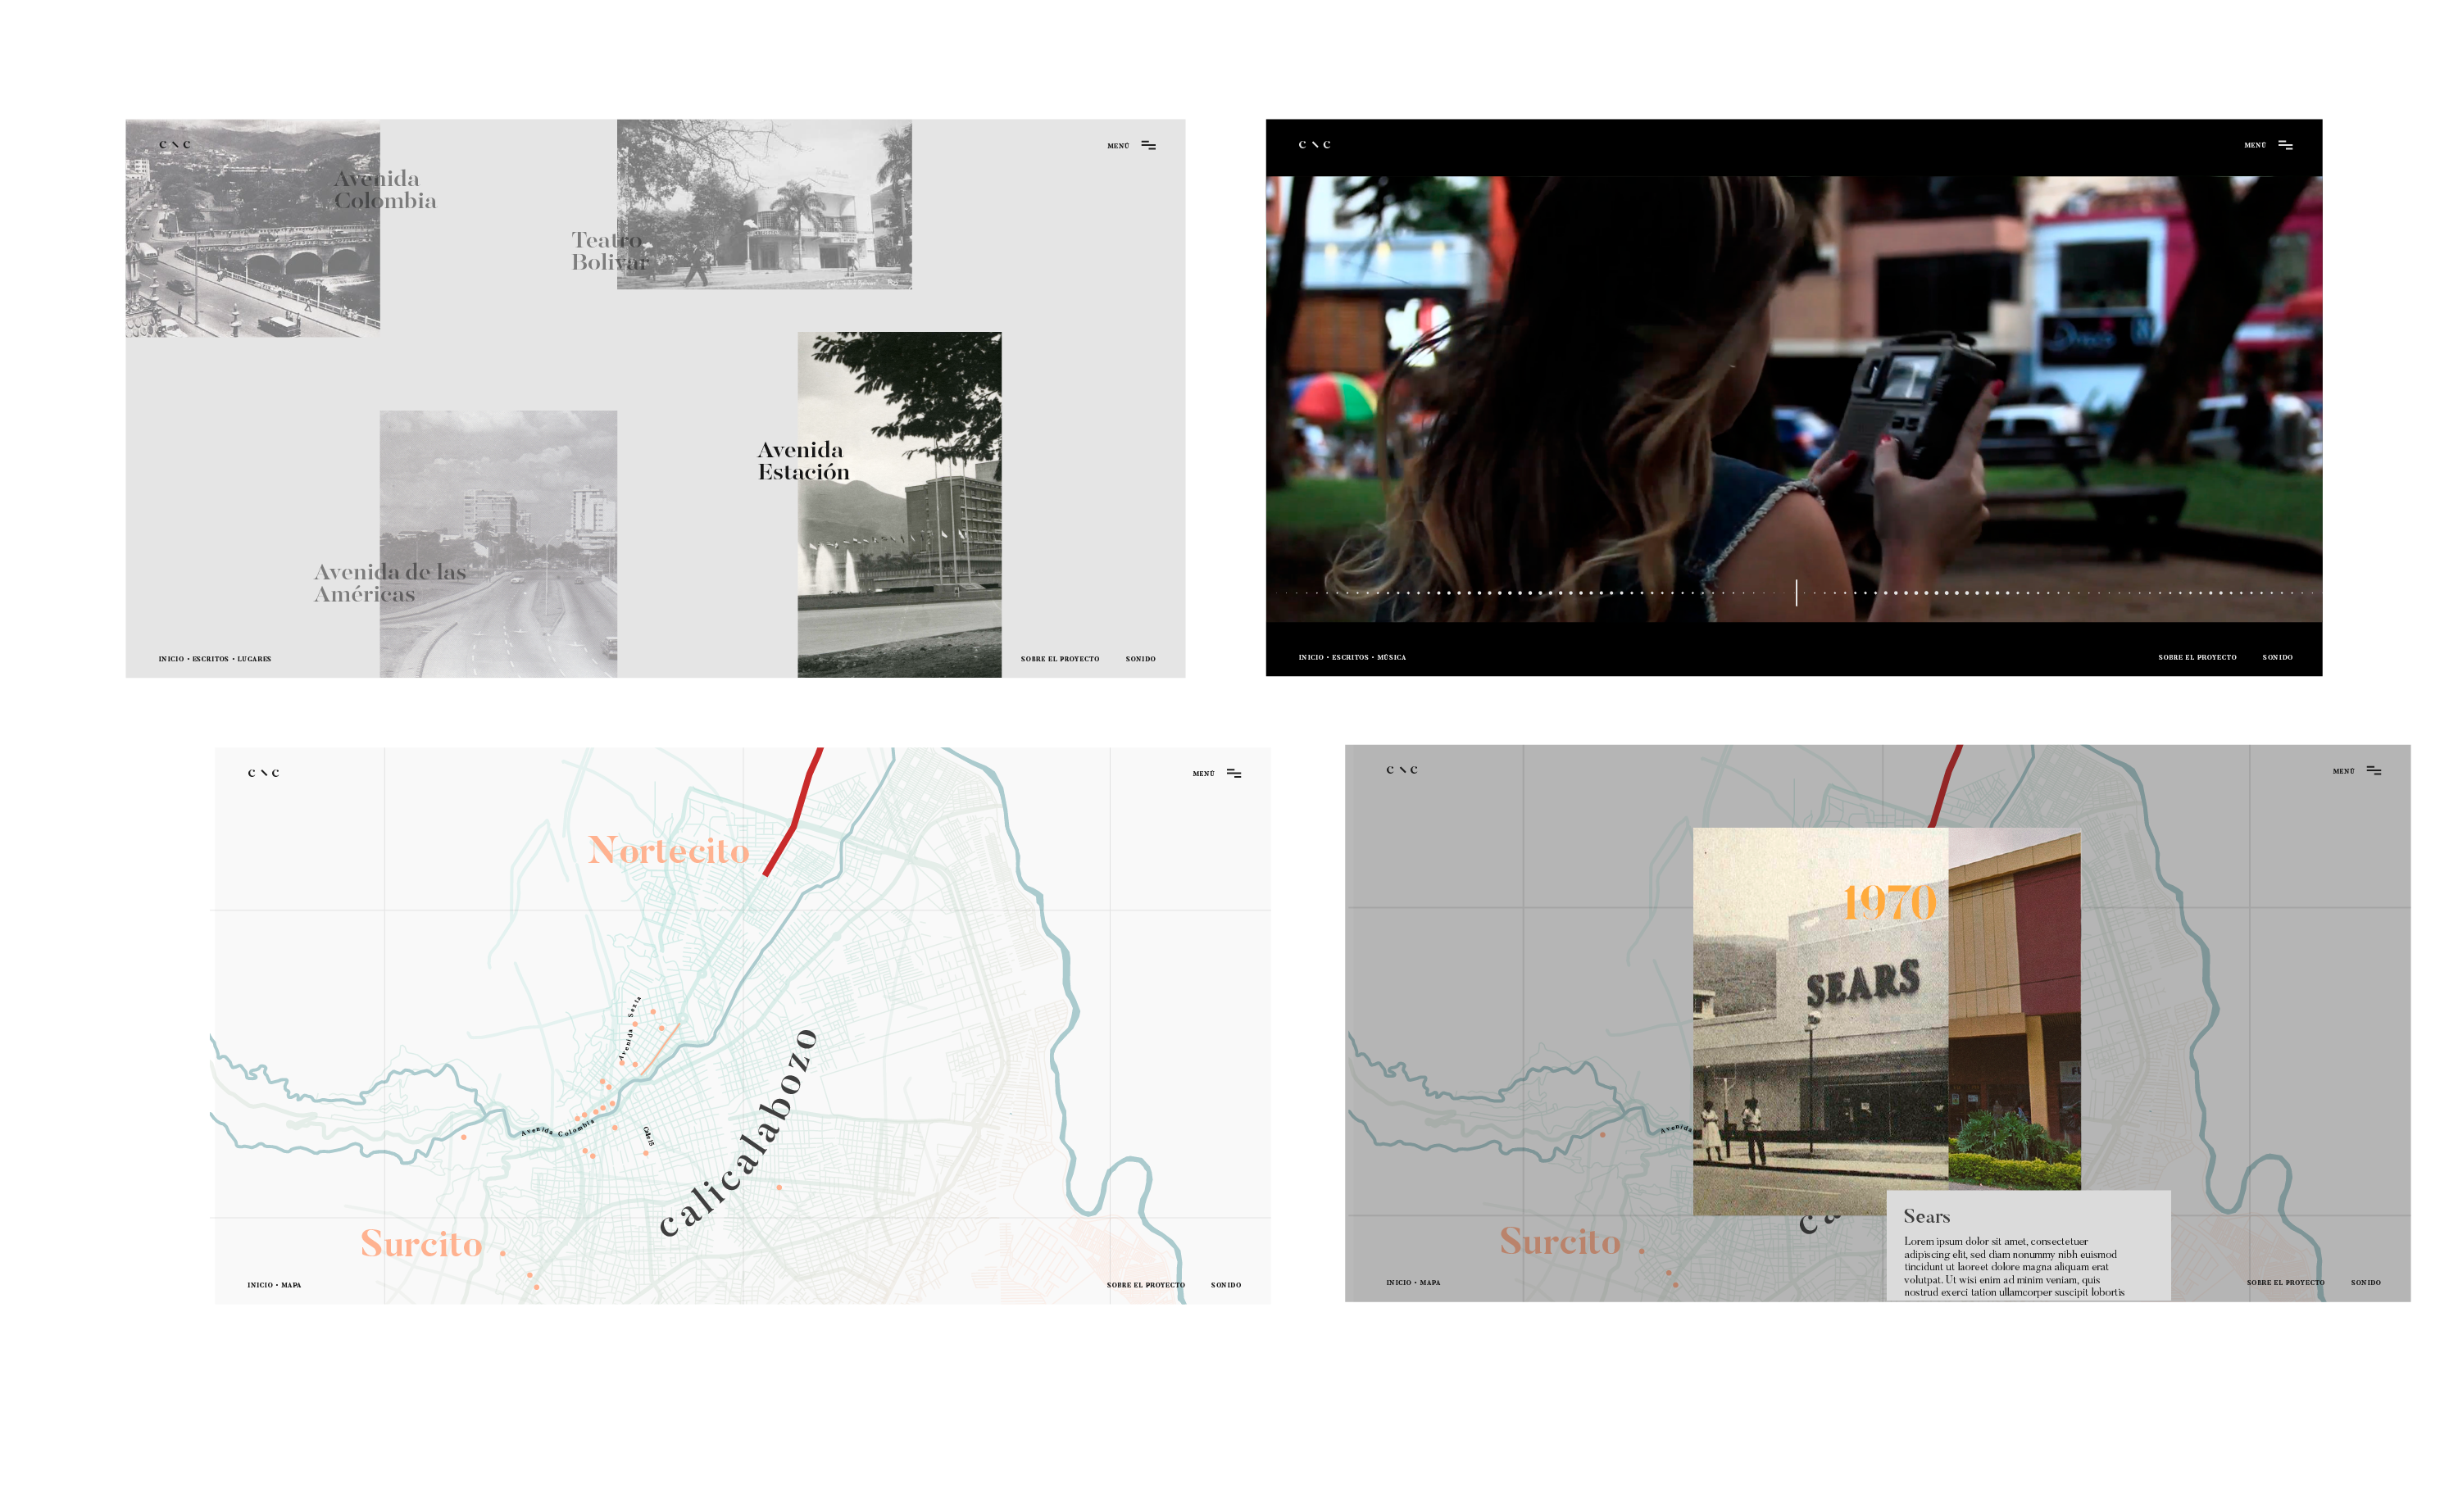 C \ C
MENÚ
Avenida
Colombia
Teatro
Bolívar
Avenida
Estación
Avenida de las
Américas
INICIO • ESCRITOS • LUGARES
SOBRE EL PROYECTO
SONIDO
C \ C
MENÚ
INICIO • ESCRITOS • MÚSICA
SOBRE EL PROYECTO
SONIDO
C \ C
MENÚ
Nortecito
Avenida Sexta
Avenida Colombia
Calle 15
calicalabozo
Surcito
INICIO • MAPA
SOBRE EL PROYECTO
SONIDO
C \ C
MENÚ
1970
SEARS
Avenida
ca
Surcito
Sears
Lorem ipsum dolor sit amet, consectetuer
adipiscing elit, sed diam nonummy nibh euismod
tincidunt ut laoreet dolore magna aliquam erat
volutpat. Ut wisi enim ad minim veniam, quis
nostrud exerci tation ullamcorper suscipit lobortis
INICIO • MAPA
SOBRE EL PROYECTO
SONIDO